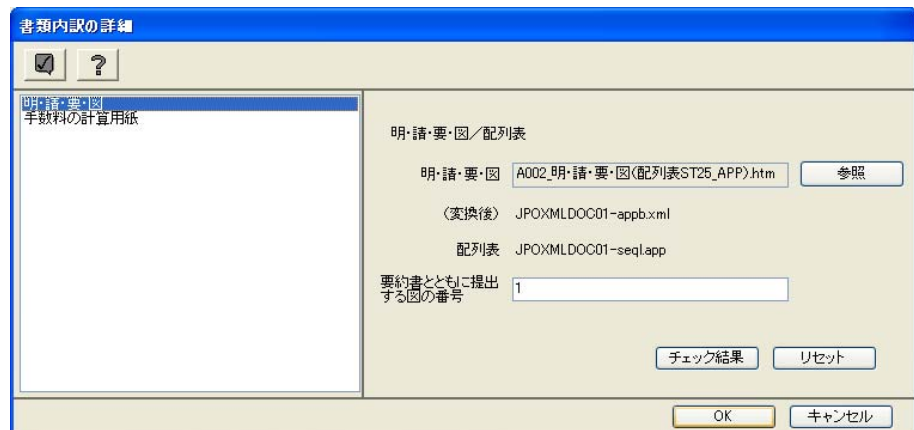 書類内訳の詳細
?
明・請・要・図
手数料の計算用紙
明・請・要・図／配列表
明・請・要・図 A002_明・請・要・図(配列表ST25_APP).htm 参照
(変換後) JPOXMLDOC01-appb.xml
配列表 JPOXMLDOC01-seql.app
要約書とともに提出
する図の番号 1
チェック結果 リセット
OK キャンセル